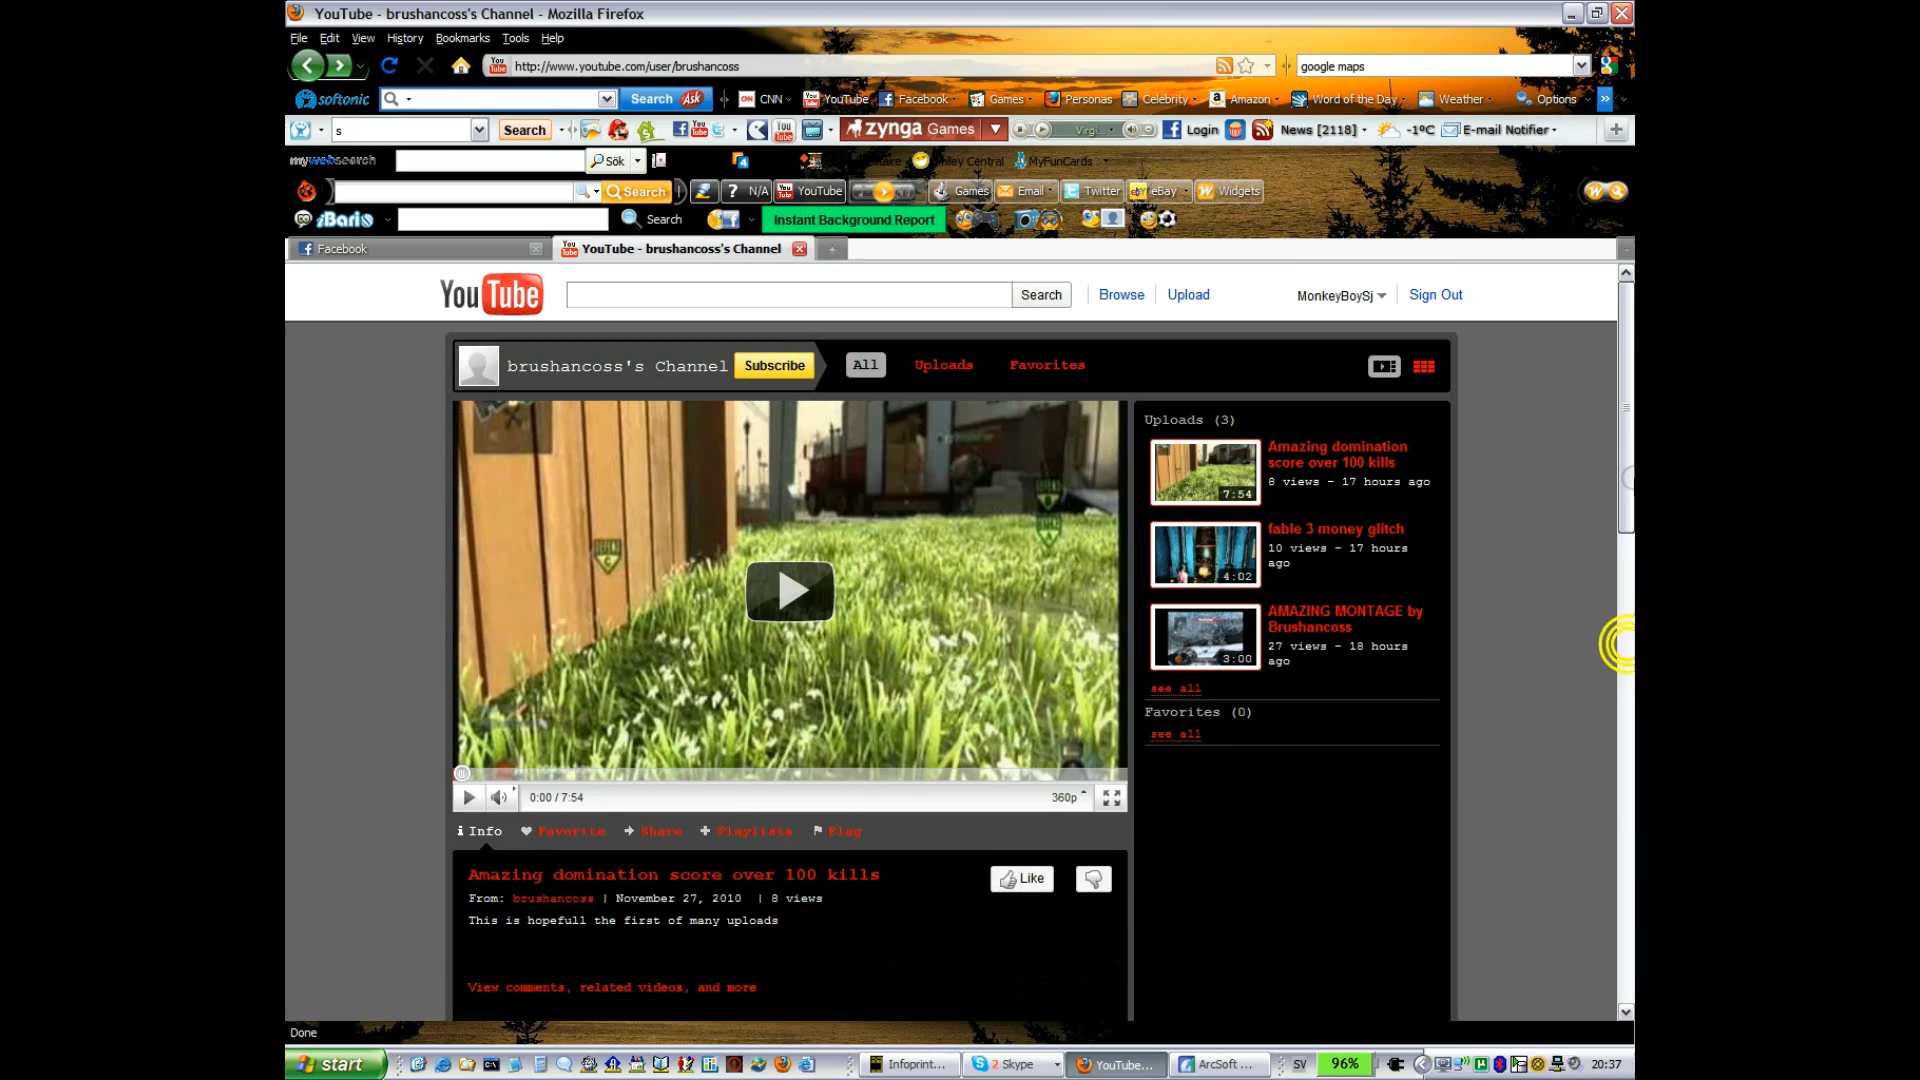 YouTube - brushancoss's Channel - Mozilla Firefox
File Edit View History Bookmarks Tools Help
http://www.youtube.com/user/brushancoss google maps
softonic Search Ask CNN YouTube Facebook Games Personas Celebrity Amazon Word of the Day Weather Options
s Search zynga Games Virgi... Login News [2118] -1°C E-mail Notifier
mywebsearch Sök Smiley Central MyFunCards
Search N/A YouTube Games Email Twitter eBay Widgets
iBario Search Instant Background Report
Facebook YouTube - brushancoss's Channel
YouTube Search Browse Upload MonkeyBoySj Sign Out
brushancoss's Channel Subscribe All Uploads Favorites
Uploads (3)
Amazing domination score over 100 kills
8 views - 17 hours ago
7:54
fable 3 money glitch
10 views - 17 hours ago
4:02
AMAZING MONTAGE by Brushancoss
27 views - 18 hours ago
3:00
see all
Favorites (0)
see all
0:00 / 7:54 360p
Info Favorite Share Playlists Flag
Amazing domination score over 100 kills
Like
From: brushancoss | November 27, 2010 | 8 views
This is hopefull the first of many uploads
View comments, related videos, and more
Done
start Infoprint... 2 Skype YouTube... ArcSoft ... SV 96% 20:37